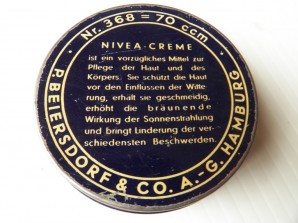 Nr. 368 = 70 ccm
NIVEA-CREME
ist ein vorzügliches Mittel zur
Pflege der Haut und des
Körpers. Sie schützt die Haut
vor den Einflüssen der Witte-
rung, erhält sie geschmeidig,
erhöht die bräunende
Wirkung der Sonnenstrahlung
und bringt Linderung der ver-
schiedensten Beschwerden.
P. BEIERSDORF & CO. A.-G. HAMBURG